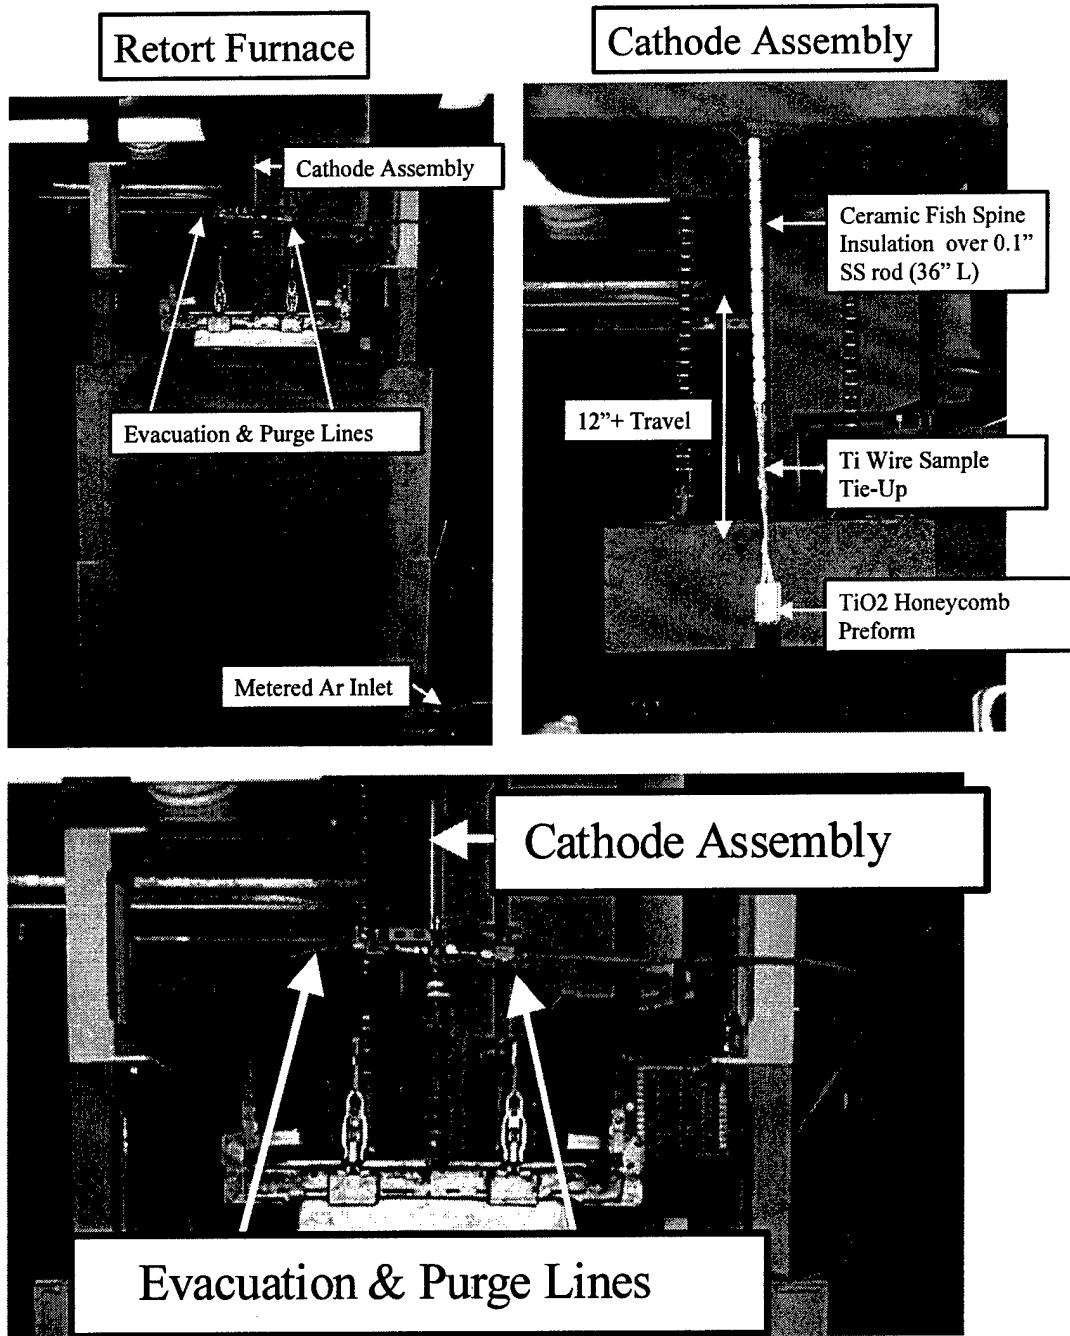 Retort Furnace
Cathode Assembly
Cathode Assembly
Evacuation & Purge Lines
Metered Ar Inlet
Ceramic Fish Spine
Insulation over 0.1”
SS rod (36” L)
12”+ Travel
Ti Wire Sample
Tie-Up
TiO2 Honeycomb
Preform
Cathode Assembly
Evacuation & Purge Lines